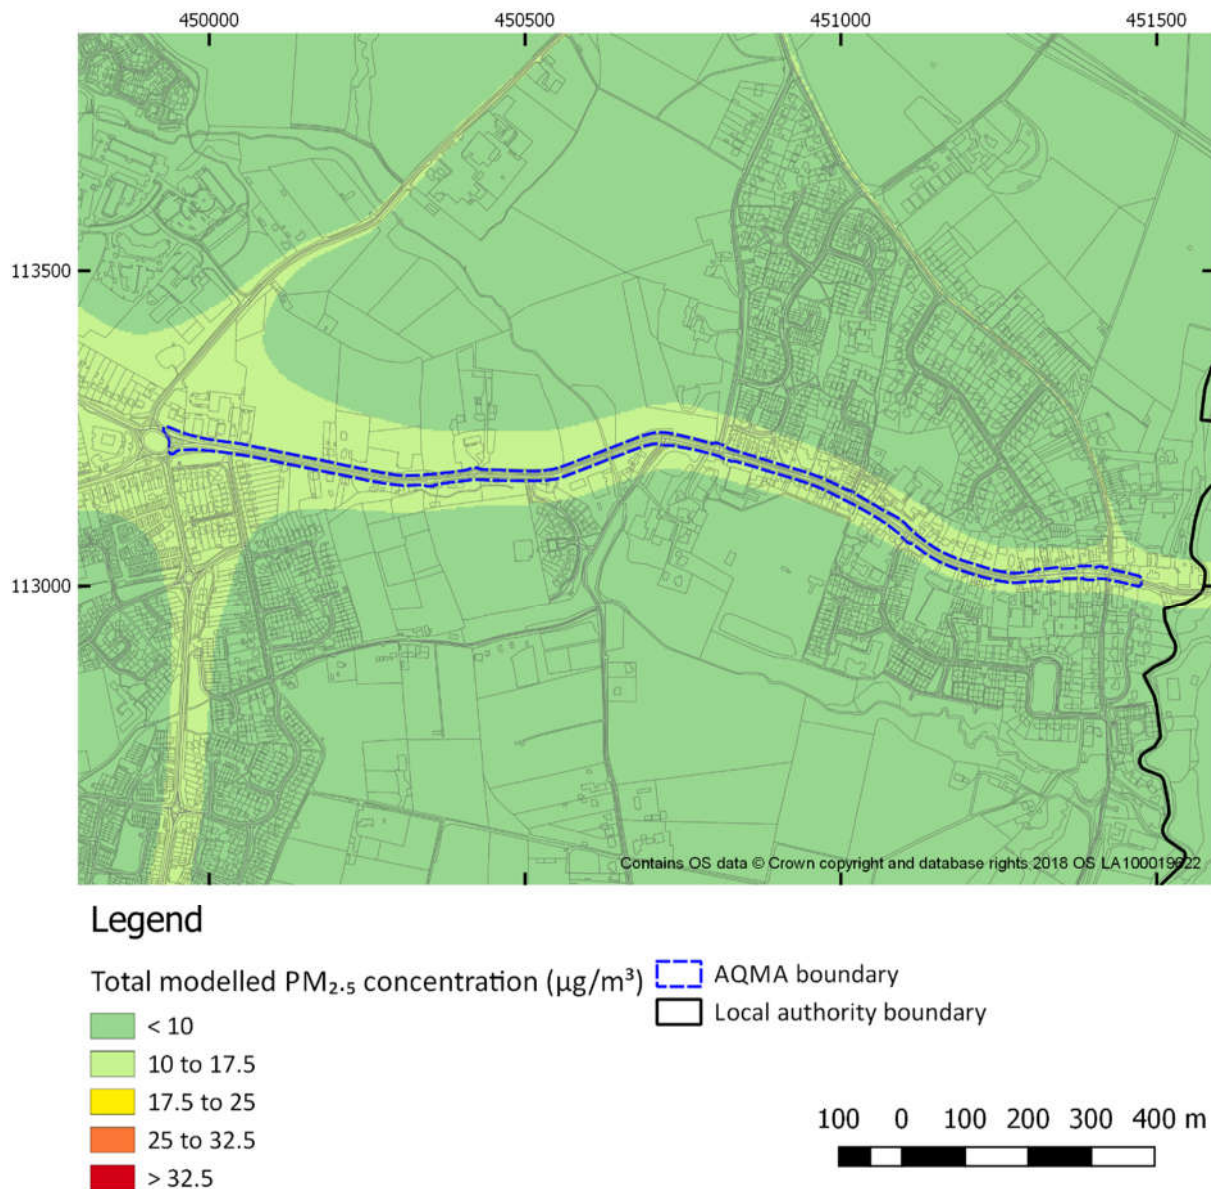 450000 450500 451000 451500
113500
113000
Contains OS data © Crown copyright and database rights 2018 OS LA100019622
Legend
Total modelled PM₂.₅ concentration (µg/m³)
< 10
10 to 17.5
17.5 to 25
25 to 32.5
> 32.5
AQMA boundary
Local authority boundary
100 0 100 200 300 400 m